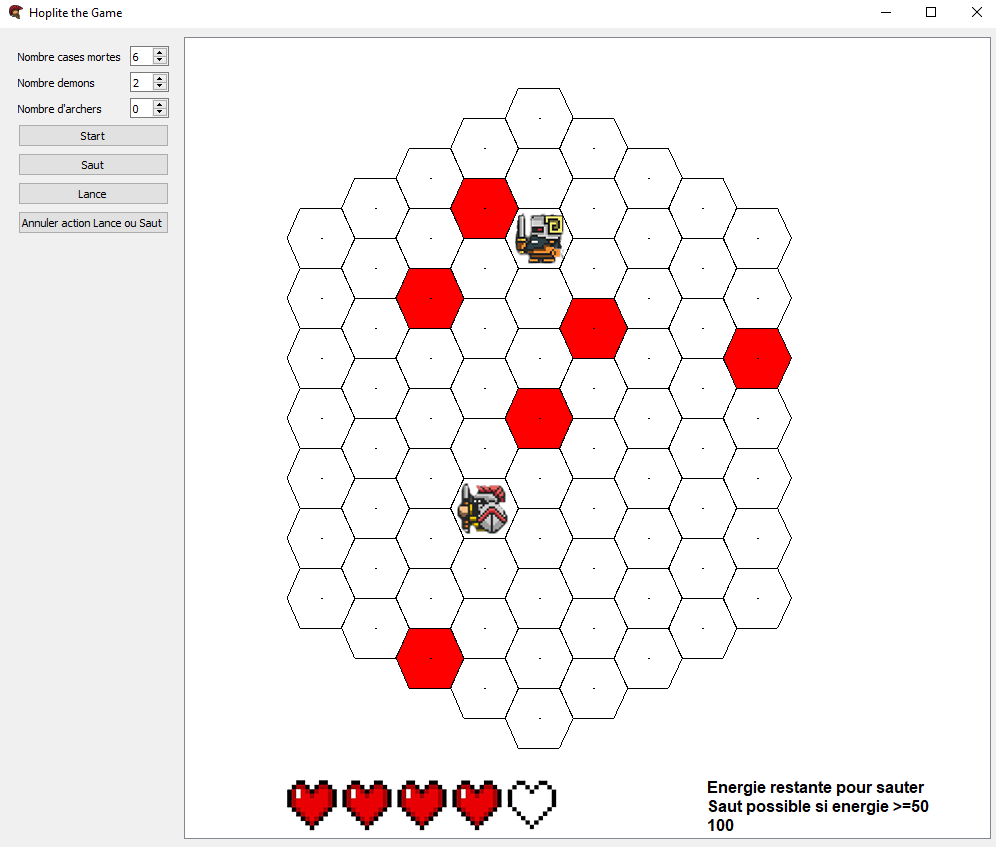 Hoplite the Game
Nombre cases mortes 6
Nombre demons 2
Nombre d'archers 0
Start
Saut
Lance
Annuler action Lance ou Saut
Energie restante pour sauter
Saut possible si energie >=50
100